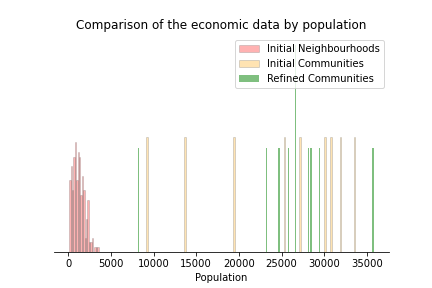 Comparison of the economic data by population
Initial Neighbourhoods
Initial Communities
Refined Communities
0 5000 10000 15000 20000 25000 30000 35000
Population